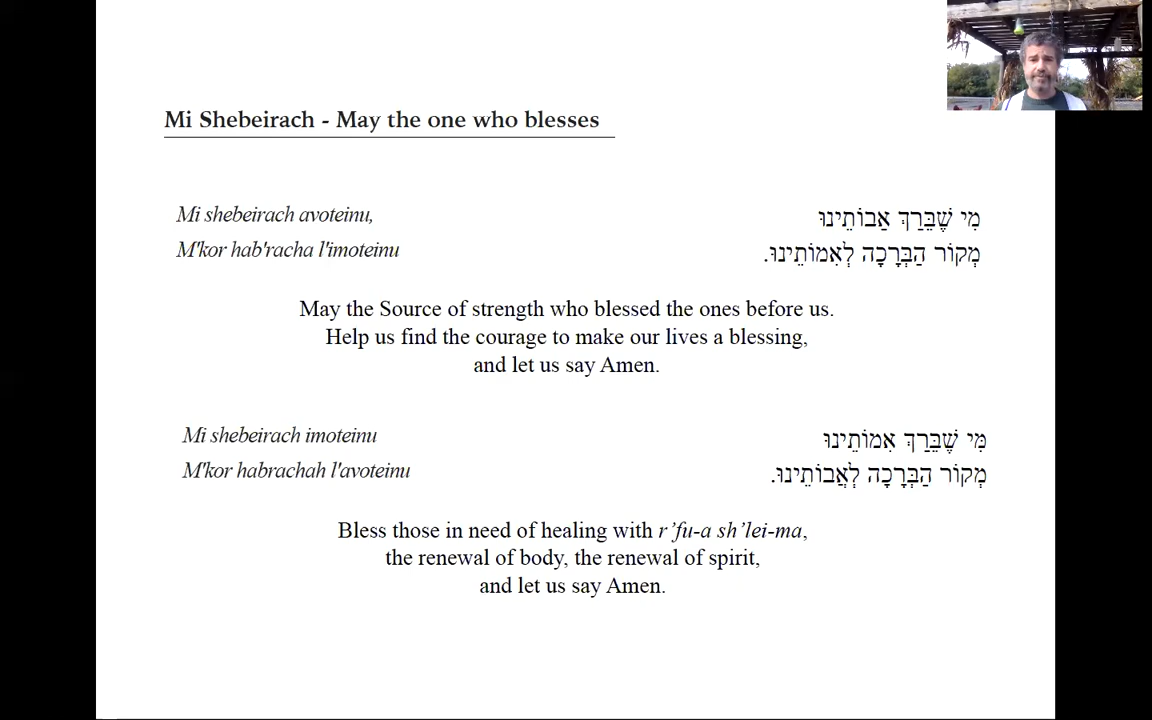 Mi Shebeirach - May the one who blesses
Mi shebeirach avoteinu,
מִי שֶׁבֵּרַךְ אַבוֹתֵינוּ
M'kor hab'racha l'imoteinu
מְקוֹר הַבְּרָכָה לְאִמוֹתֵינוּ.
May the Source of strength who blessed the ones before us.
Help us find the courage to make our lives a blessing,
and let us say Amen.
Mi shebeirach imoteinu
מִּי שֶׁבֵּרַךְ אִמוֹתֵינוּ
M'kor habrachah l'avoteinu
מְקוֹר הַבְּרָכָה לְאֲבוֹתֵינוּ.
Bless those in need of healing with r’fu-a sh’lei-ma,
the renewal of body, the renewal of spirit,
and let us say Amen.